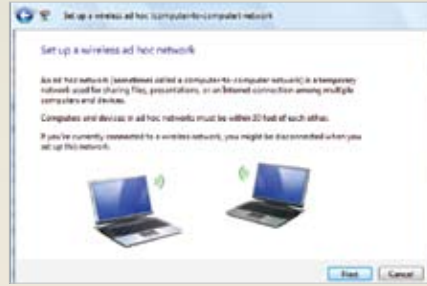 Set up a wireless ad hoc (computer-to-computer) network
Set up a wireless ad hoc network
An ad hoc network (sometimes called a computer-to-computer network) is a temporary
network used for sharing files, presentations, or an Internet connection among multiple
computers and devices.
Computers and devices in ad hoc networks must be within 30 feet of each other.
If you're currently connected to a wireless network, you might be disconnected when you
set up this network.
Next Cancel